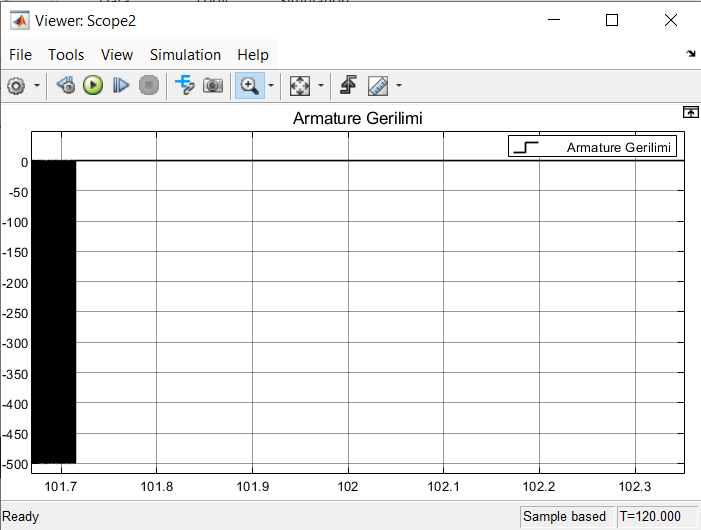 Viewer: Scope2
File Tools View Simulation Help
Armature Gerilimi
Armature Gerilimi
0
-50
-100
-150
-200
-250
-300
-350
-400
-450
-500
101.7 101.8 101.9 102 102.1 102.2 102.3
Ready Sample based T=120.000